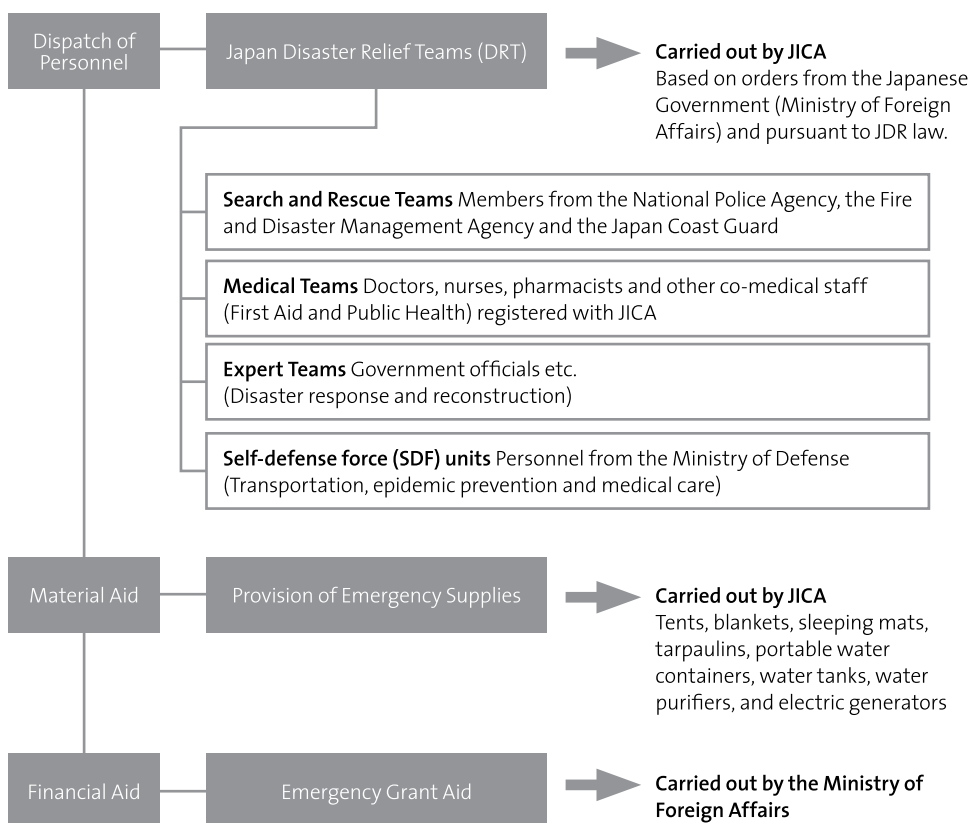 Dispatch of
Personnel
Japan Disaster Relief Teams (DRT)
Carried out by JICA
Based on orders from the Japanese
Government (Ministry of Foreign
Affairs) and pursuant to JDR law.
Search and Rescue Teams Members from the National Police Agency, the Fire
and Disaster Management Agency and the Japan Coast Guard
Medical Teams Doctors, nurses, pharmacists and other co-medical staff
(First Aid and Public Health) registered with JICA
Expert Teams Government officials etc.
(Disaster response and reconstruction)
Self-defense force (SDF) units Personnel from the Ministry of Defense
(Transportation, epidemic prevention and medical care)
Material Aid
Provision of Emergency Supplies
Carried out by JICA
Tents, blankets, sleeping mats,
tarpaulins, portable water
containers, water tanks, water
purifiers, and electric generators
Financial Aid
Emergency Grant Aid
Carried out by the Ministry of
Foreign Affairs